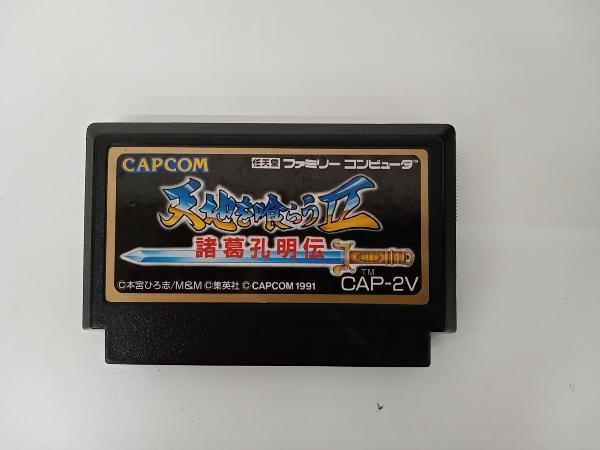 CAPCOM
任天堂 ファミリーコンピュータ™
天地を喰らうII
諸葛孔明伝
TM
©本宮ひろ志/M&M ©集英社 ©CAPCOM 1991
CAP-2V